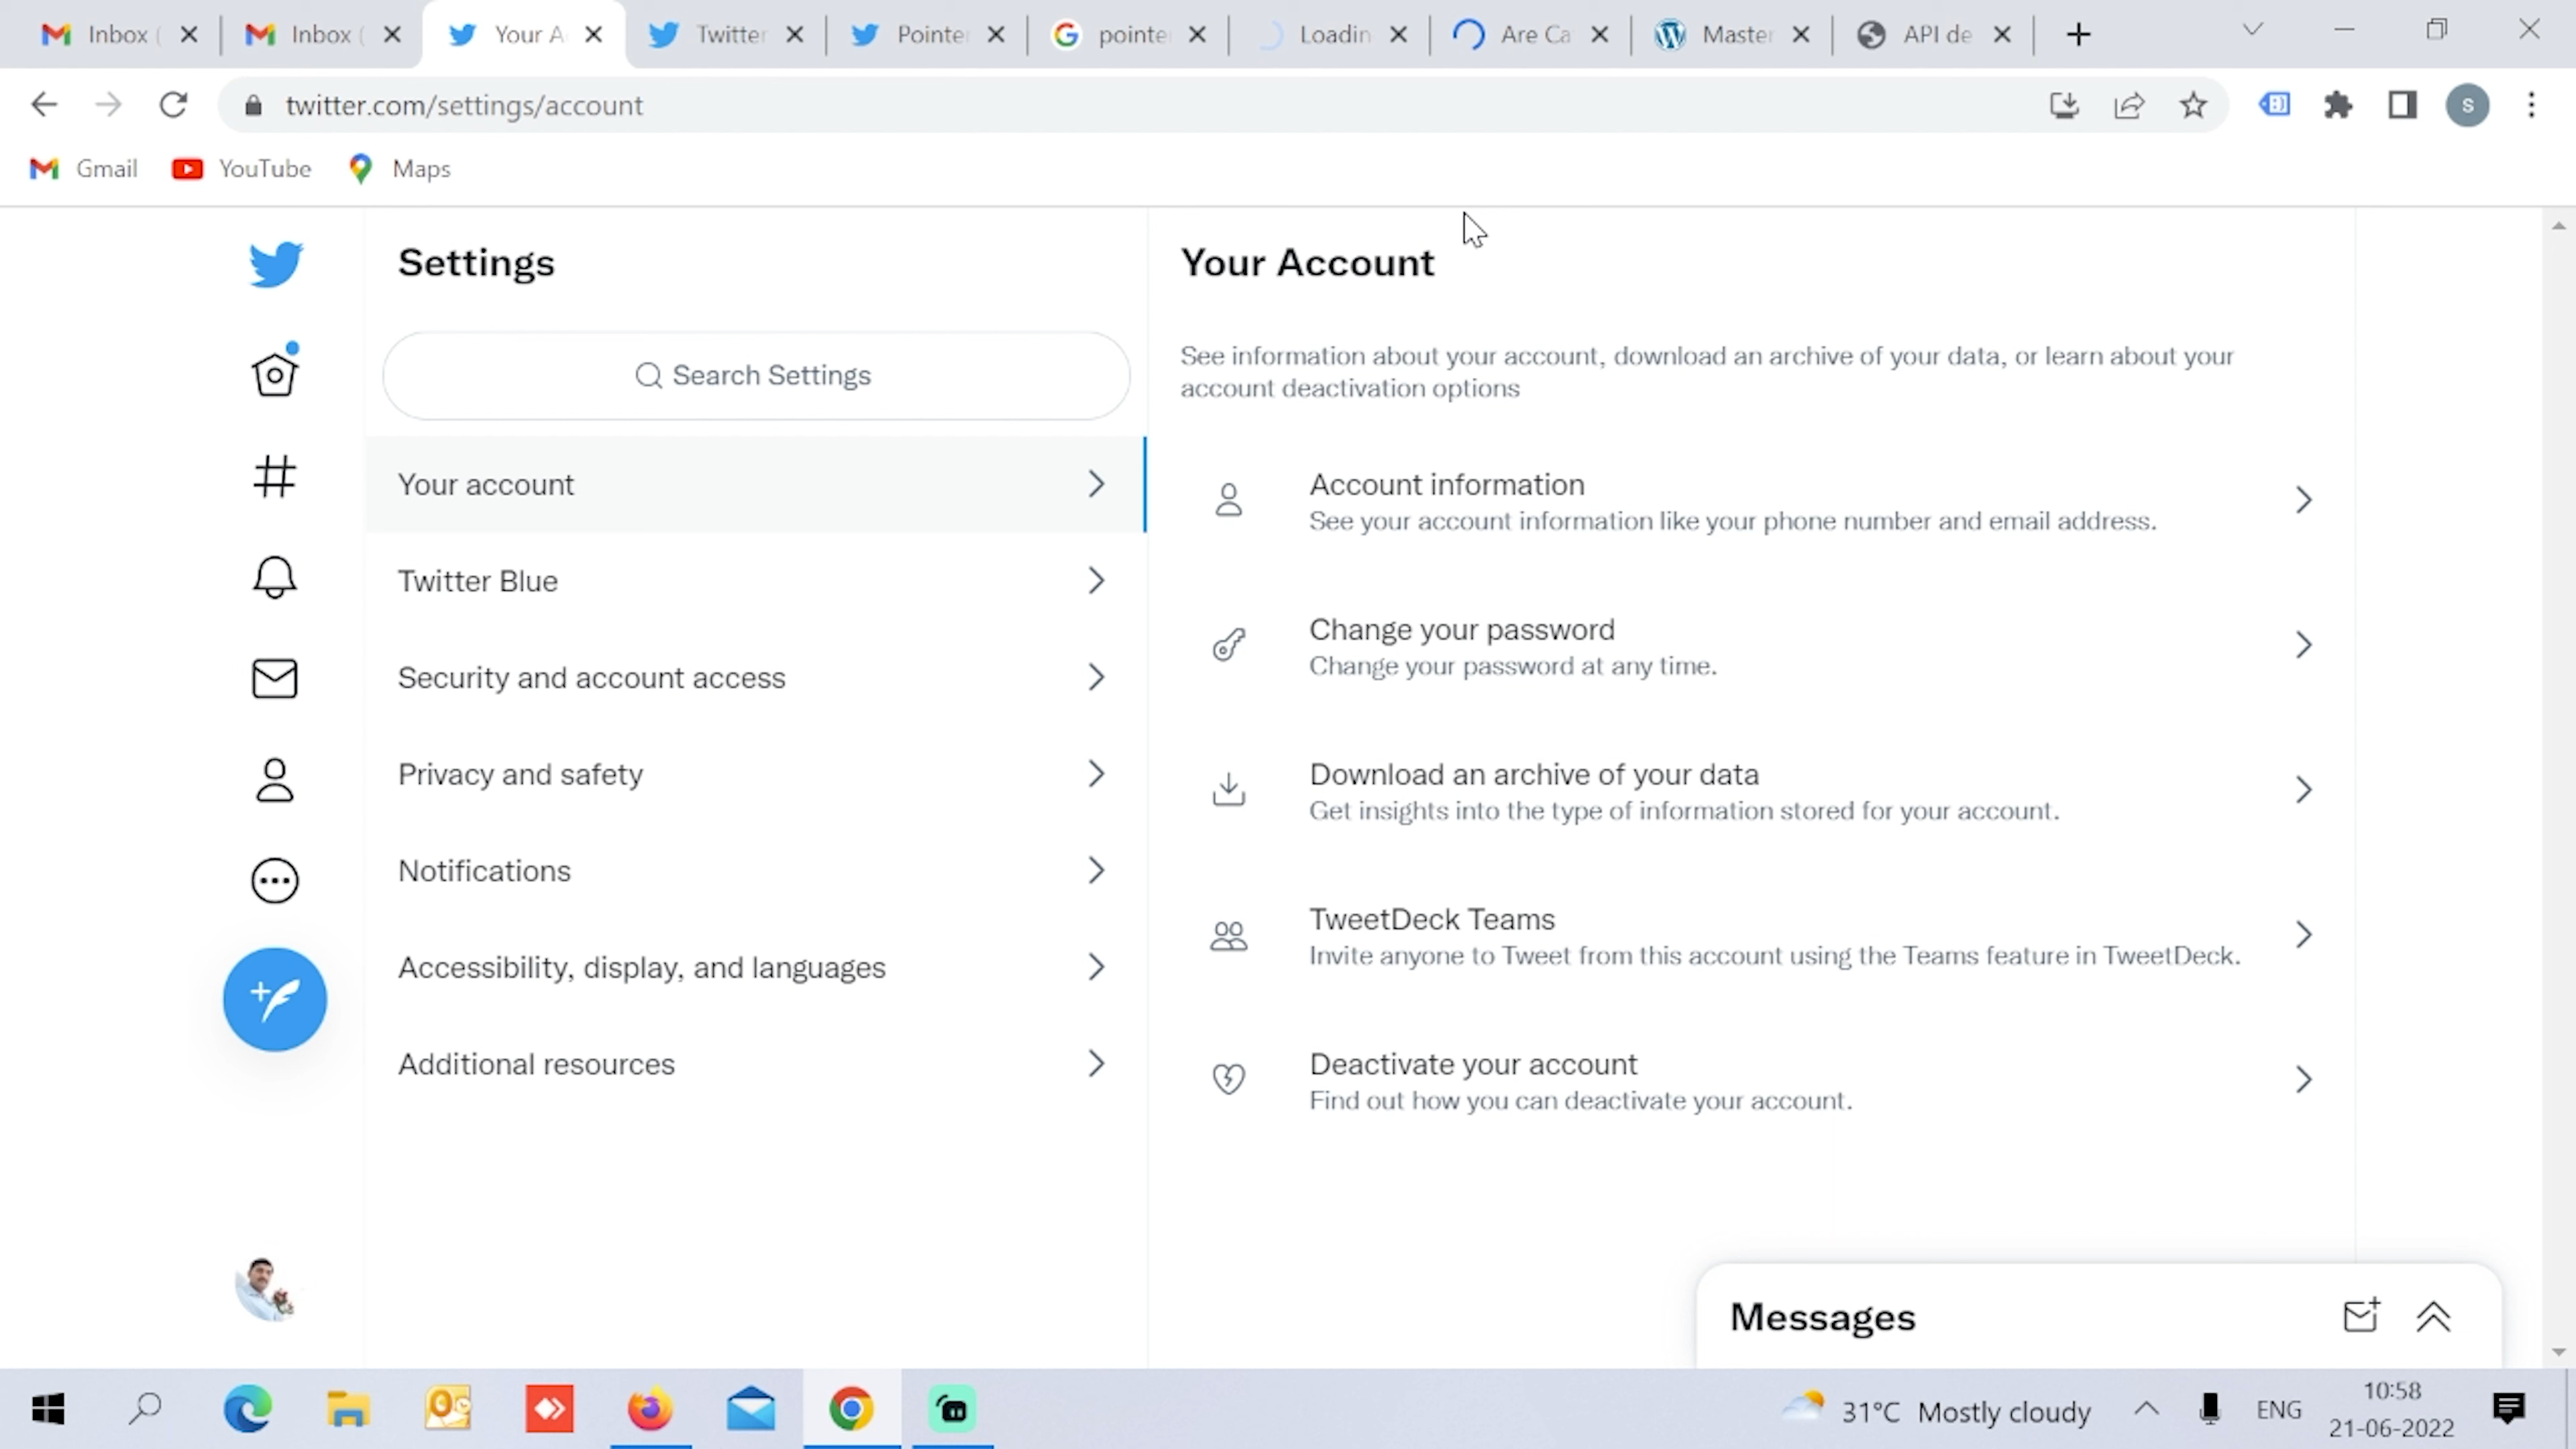 Inbox (
Inbox (
Your A
Twitter
Pointe
pointe
Loadin
Are Ca
Master
API de
twitter.com/settings/account
S
Gmail
YouTube
Maps
Settings
Search Settings
Your account
Twitter Blue
Security and account access
Privacy and safety
Notifications
Accessibility, display, and languages
Additional resources
Your Account
See information about your account, download an archive of your data, or learn about your
account deactivation options
Account information
See your account information like your phone number and email address.
Change your password
Change your password at any time.
Download an archive of your data
Get insights into the type of information stored for your account.
TweetDeck Teams
Invite anyone to Tweet from this account using the Teams feature in TweetDeck.
Deactivate your account
Find out how you can deactivate your account.
Messages
31°C Mostly cloudy
ENG
10:58
21-06-2022